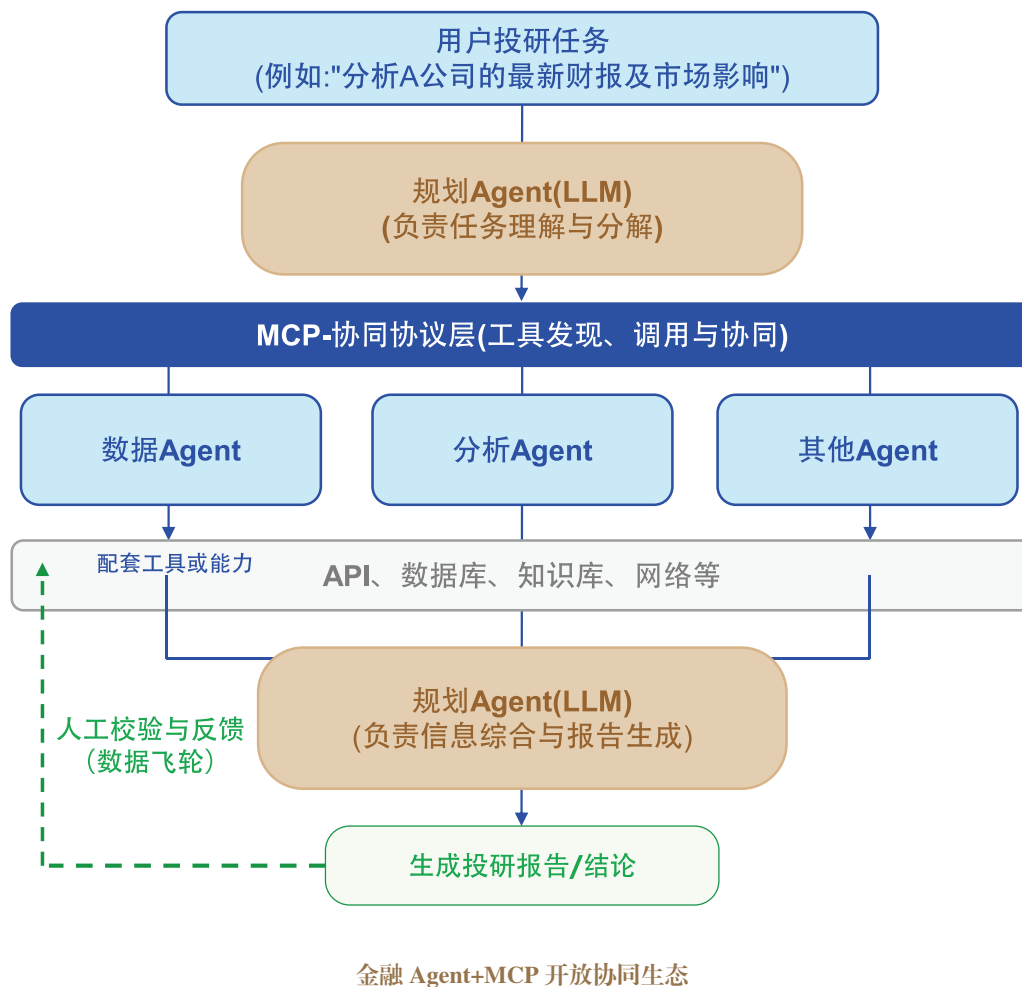 用户投研任务
(例如:"分析A公司的最新财报及市场影响")
规划Agent(LLM)
(负责任务理解与分解)
MCP-协同协议层(工具发现、调用与协同)
数据Agent
分析Agent
其他Agent
配套工具或能力
API、数据库、知识库、网络等
规划Agent(LLM)
(负责信息综合与报告生成)
人工校验与反馈
（数据飞轮）
生成投研报告/结论
金融 Agent+MCP 开放协同生态